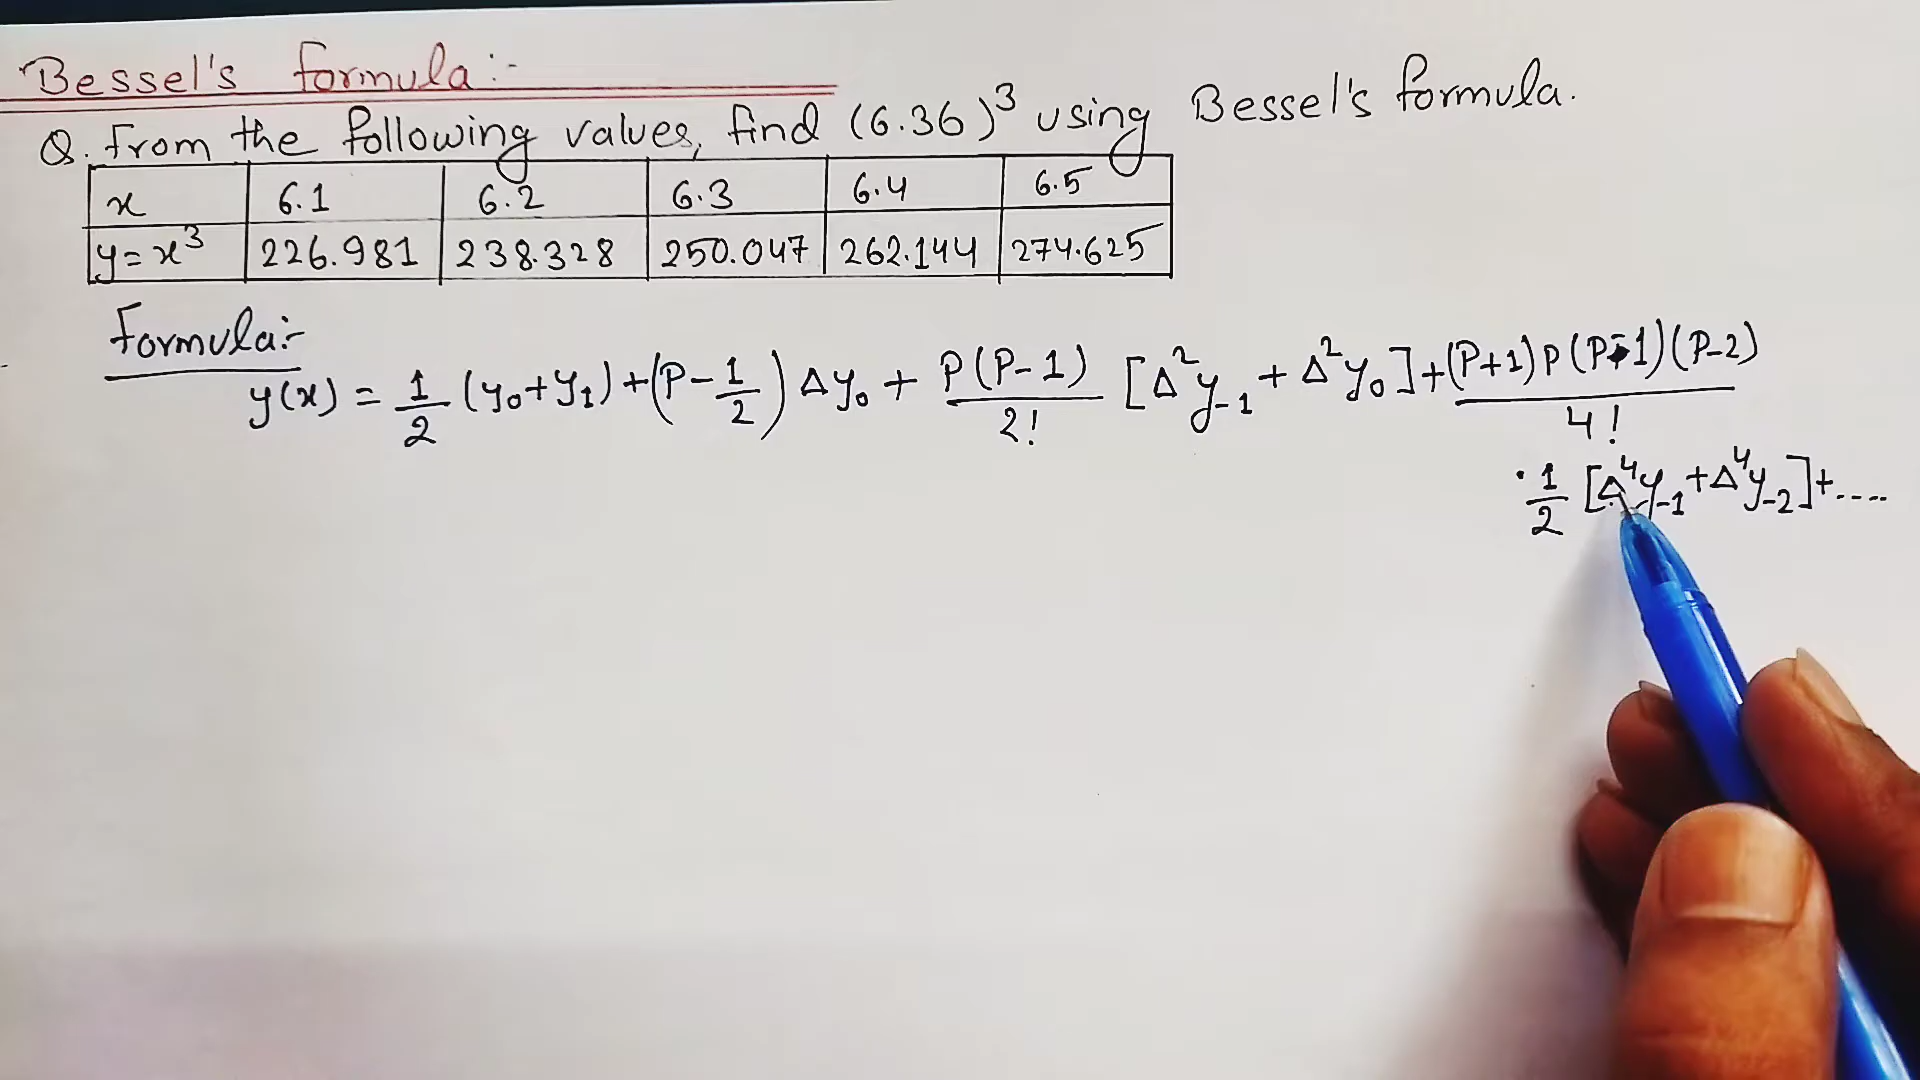 Bessel's formula:-
Q. From the following values, find (6.36)³ using Bessel's formula.
x 6.1 6.2 6.3 6.4 6.5
y=x³ 226.981 238.328 250.047 262.144 274.625
Formula:-
y(x) = 1/2 (y₀+y₁) + (P-1/2) Δy₀ + P(P-1)/2! [Δ²y₋₁ + Δ²y₀] + (P+1)P(P-1)(P-2)/4!
· 1/2 [Δ⁴y₋₁ + Δ⁴y₋₂] + ....